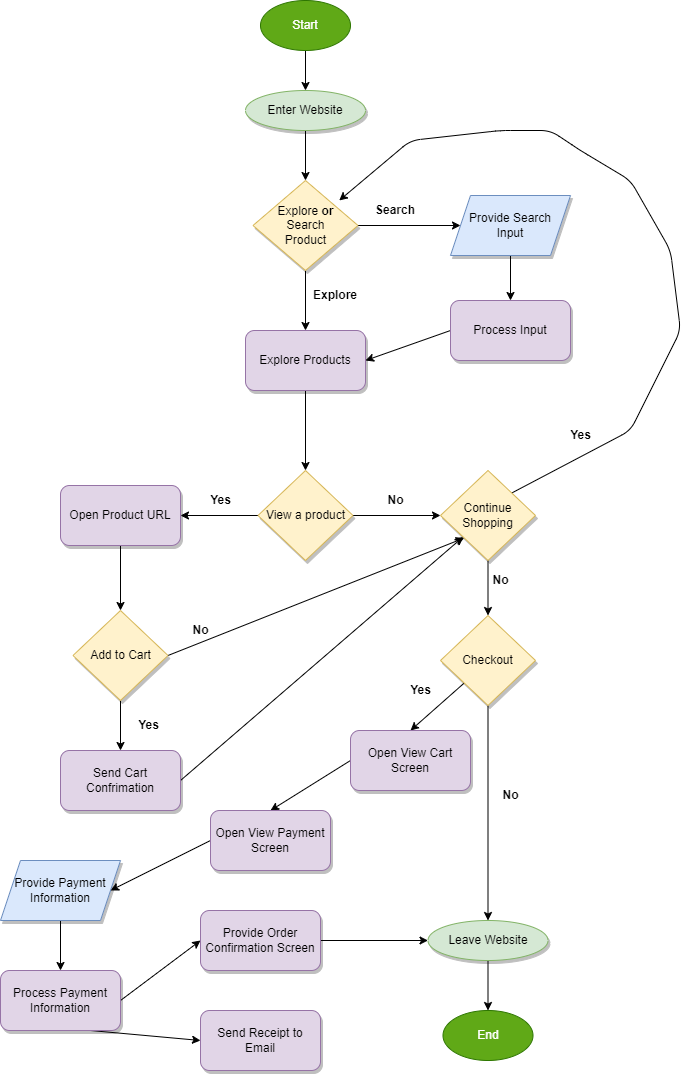 Start
Enter Website
Explore or
Search
Product
Search
Provide Search
Input
Explore
Explore Products
Process Input
Yes
Open Product URL
Yes
View a product
No
Continue
Shopping
No
Add to Cart
No
Checkout
Yes
Yes
Send Cart
Confrimation
Open View Cart
Screen
No
Open View Payment
Screen
Provide Payment
Information
Provide Order
Confirmation Screen
Leave Website
Process Payment
Information
Send Receipt to
Email
End